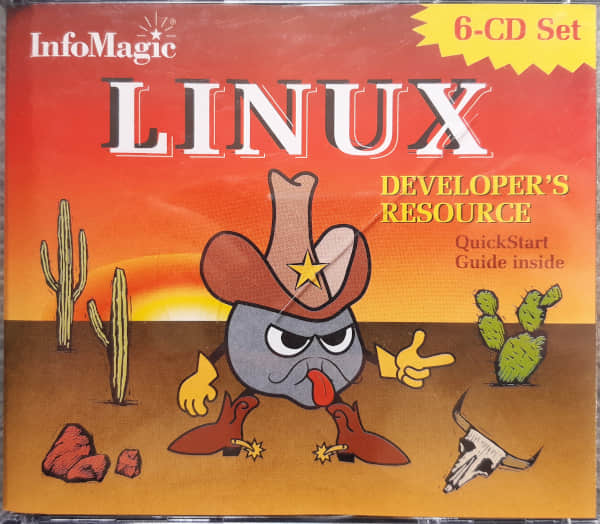 InfoMagic®
6-CD Set
LINUX
DEVELOPER'S
RESOURCE
QuickStart
Guide inside